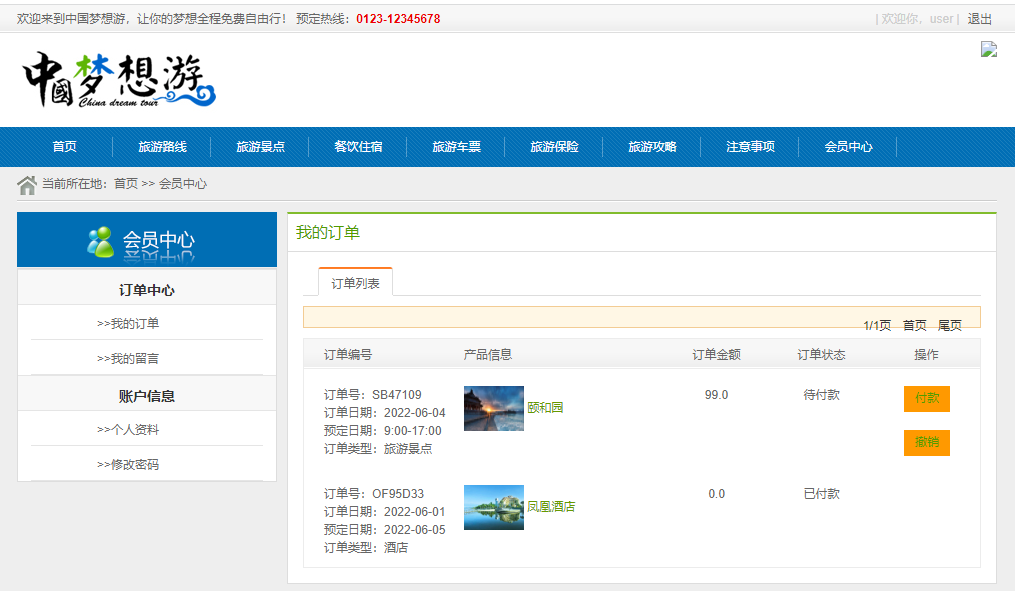 欢迎来到中国梦想游，让你的梦想全程免费自由行！ 预定热线：0123-12345678
| 欢迎你，user | 退出
中國梦想游
China dream tour
首页 旅游路线 旅游景点 餐饮住宿 旅游车票 旅游保险 旅游攻略 注意事项 会员中心
当前所在地：首页 >> 会员中心
会员中心
订单中心
>>我的订单
>>我的留言
账户信息
>>个人资料
>>修改密码
我的订单
订单列表
1/1页 首页 尾页
订单编号 产品信息 订单金额 订单状态 操作
订单号：SB47109
订单日期：2022-06-04
预定日期：9:00-17:00
订单类型：旅游景点
颐和园
99.0
待付款
付款
撤销
订单号：OF95D33
订单日期：2022-06-01
预定日期：2022-06-05
订单类型：酒店
凤凰酒店
0.0
已付款